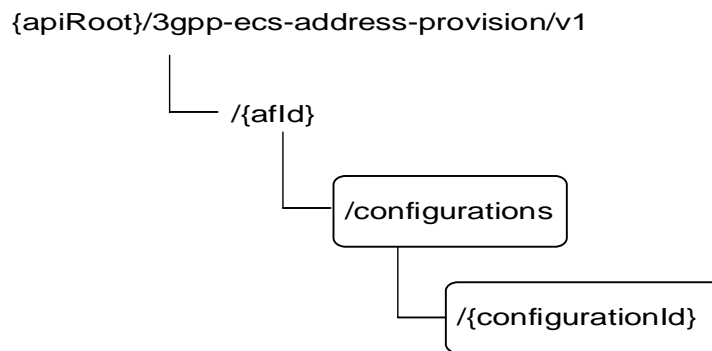 {apiRoot}/3gpp-ecs-address-provision/v1
/{afId}
/configurations
/{configurationId}